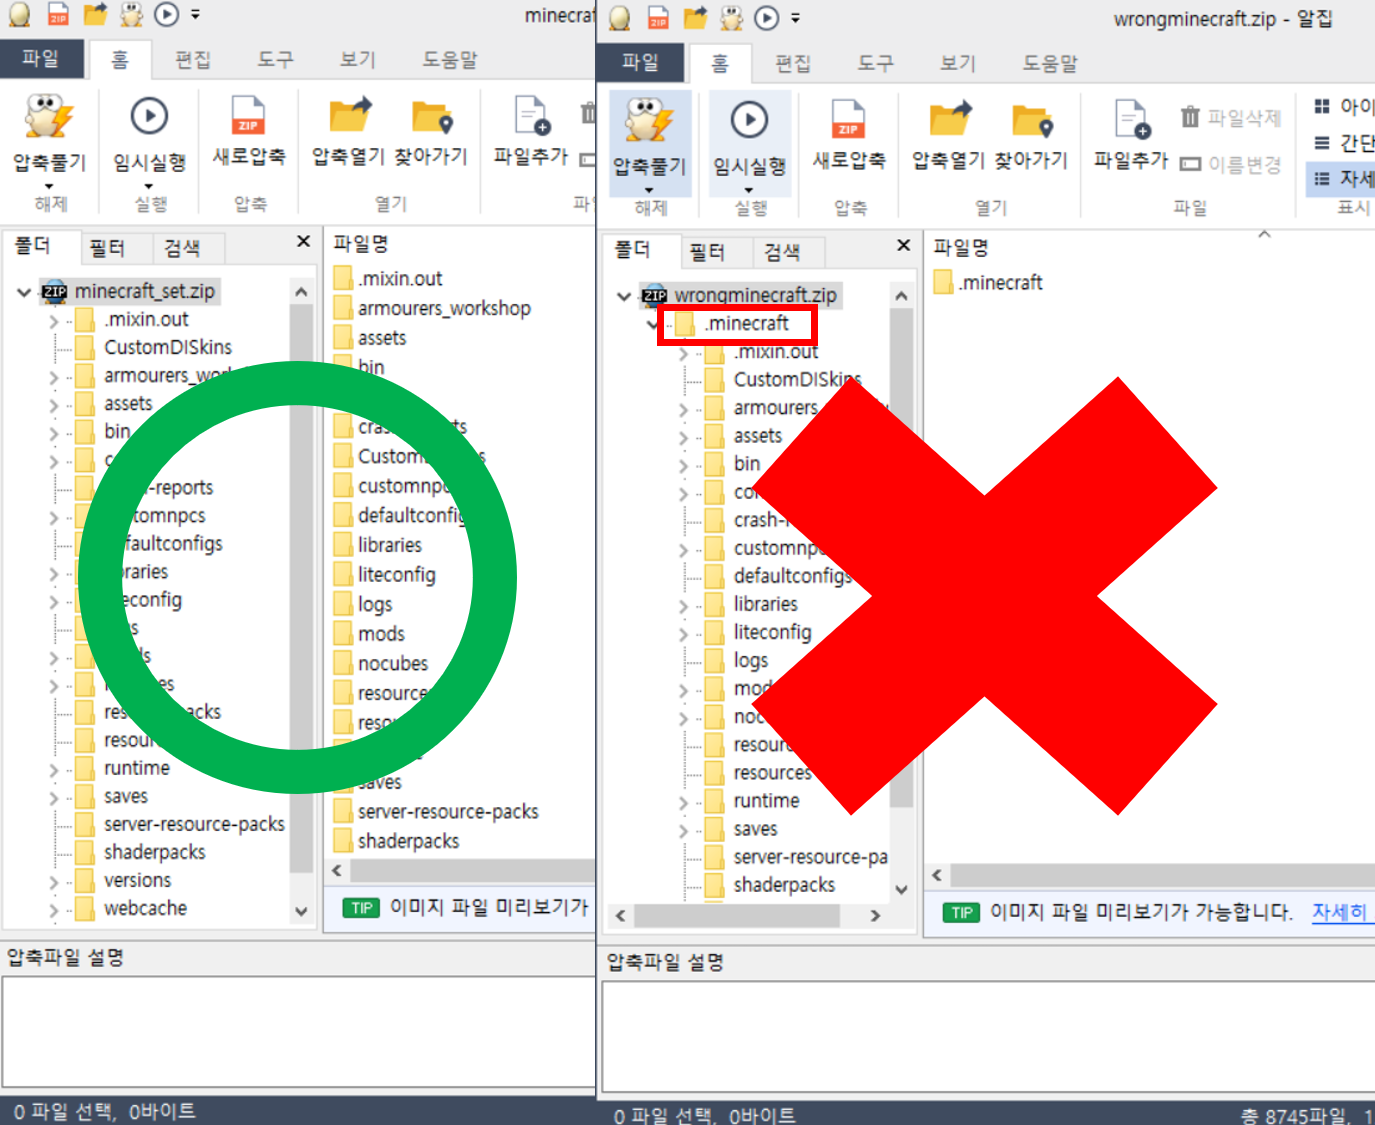 minecraf
파일
홈
편집
도구
보기
도움말
압축풀기
임시실행
새로압축
압축열기
찾아가기
파일추가
해제
실행
압축
열기
폴더
필터
검색
파일명
minecraft_set.zip
.mixin.out
CustomDISkins
armourers_work
assets
bin
-reports
tomnpcs
faultconfigs
raries
econfig
runtime
saves
server-resource-packs
shaderpacks
versions
webcache
.mixin.out
armourers_workshop
assets
bin
Custom
customnpc
defaultconfig
libraries
liteconfig
logs
mods
nocubes
resource
saves
server-resource-packs
shaderpacks
TIP 이미지 파일 미리보기가
압축파일 설명
0 파일 선택, 0바이트
wrongminecraft.zip - 알집
파일
홈
편집
도구
보기
도움말
압축풀기
임시실행
새로압축
압축열기
찾아가기
파일추가
파일삭제
이름변경
아이
간단
자세
해제
실행
압축
열기
파일
표시
폴더
필터
검색
파일명
wrongminecraft.zip
.minecraft
.mixin.out
CustomDISkins
armourers
assets
bin
crash-r
customnpc
defaultconfigs
libraries
liteconfig
logs
mod
noc
resourc
resources
runtime
saves
server-resource-pa
shaderpacks
.minecraft
TIP 이미지 파일 미리보기가 가능합니다. 자세히
압축파일 설명
0 파일 선택, 0바이트
총 8745파일, 1